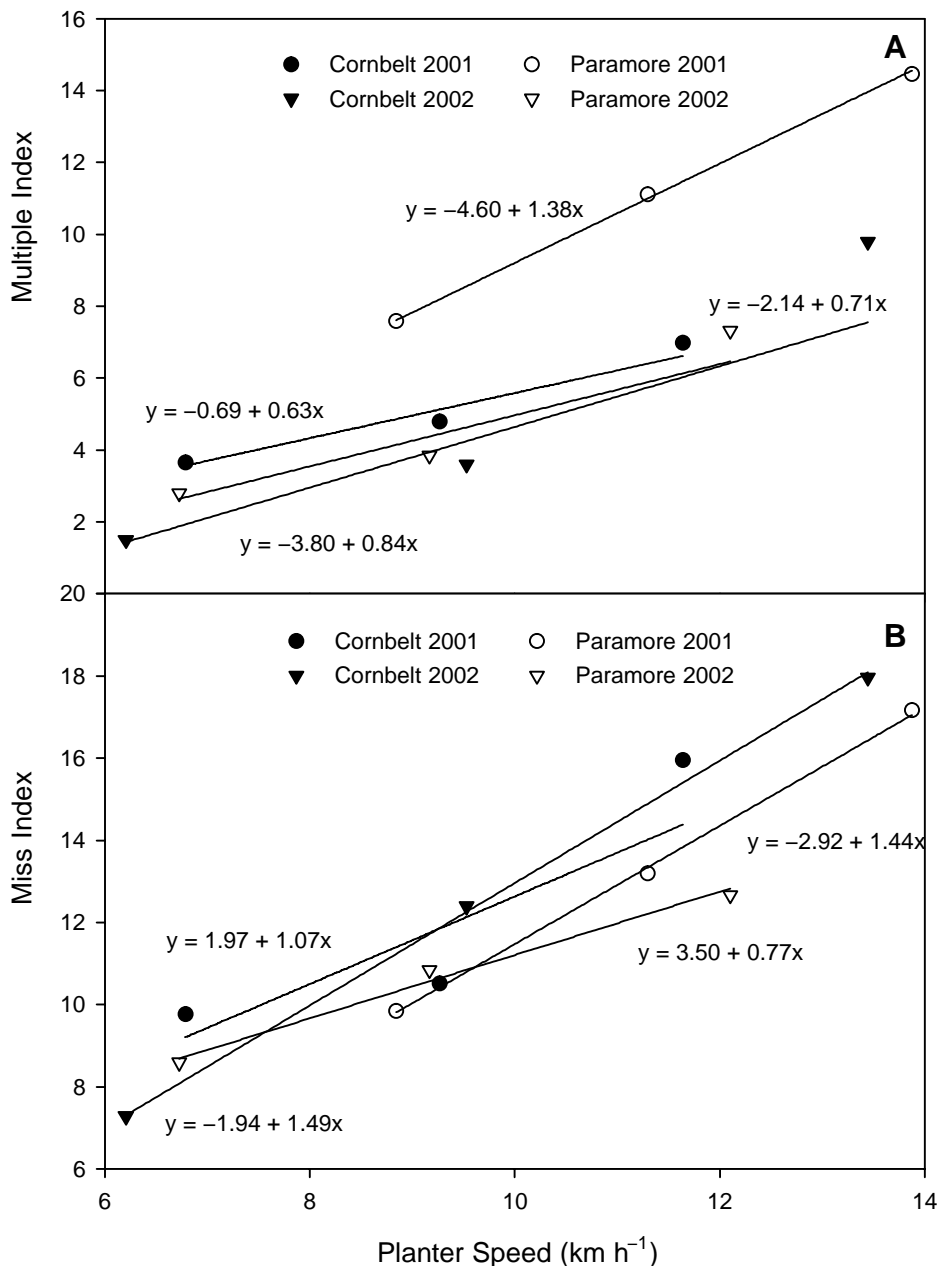 16
A
Cornbelt 2001 Paramore 2001
Cornbelt 2002 Paramore 2002
14
12
y = −4.60 + 1.38x
10
Multiple Index
8
y = −2.14 + 0.71x
6
y = −0.69 + 0.63x
4
2
y = −3.80 + 0.84x
20
B
Cornbelt 2001 Paramore 2001
Cornbelt 2002 Paramore 2002
18
16
Miss Index
14
y = −2.92 + 1.44x
12
y = 1.97 + 1.07x
y = 3.50 + 0.77x
10
8
y = −1.94 + 1.49x
6
6 8 10 12 14
Planter Speed (km h⁻¹)